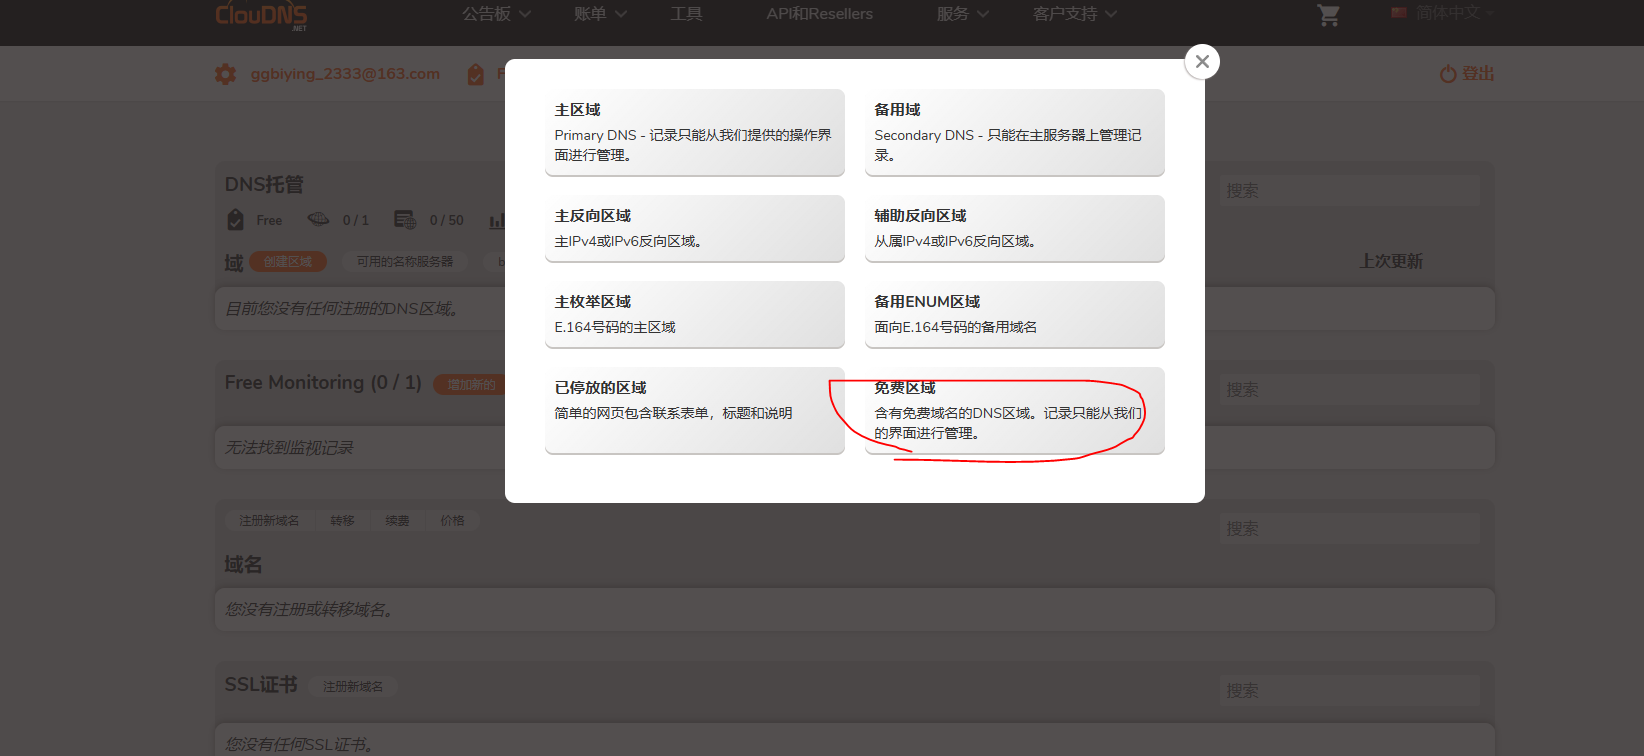 ClouDNS
.NET
公告板
账单
工具
API和Resellers
服务
客户支持
简体中文
ggbiying_2333@163.com
F
登出
主区域
Primary DNS - 记录只能从我们提供的操作界
面进行管理。
备用域
Secondary DNS - 只能在主服务器上管理记
录。
主反向区域
主IPv4或IPv6反向区域。
辅助反向区域
从属IPv4或IPv6反向区域。
主枚举区域
E.164号码的主区域
备用ENUM区域
面向E.164号码的备用域名
已停放的区域
简单的网页包含联系表单，标题和说明
免费区域
含有免费域名的DNS区域。记录只能从我们
的界面进行管理。
DNS托管
搜索
Free
0 / 1
0 / 50
域
创建区域
可用的名称服务器
b
上次更新
目前您没有任何注册的DNS区域。
Free Monitoring (0 / 1)
增加新的
搜索
无法找到监视记录
注册新域名
转移
续费
价格
搜索
域名
您没有注册或转移域名。
SSL证书
注册新域名
搜索
您没有任何SSL证书。